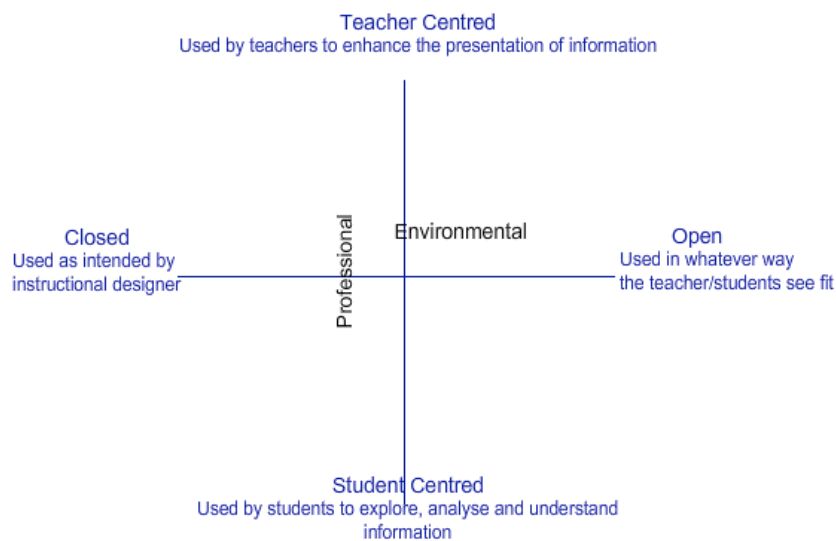 Teacher Centred
Used by teachers to enhance the presentation of information
Professional
Environmental
Closed
Used as intended by
instructional designer
Open
Used in whatever way
the teacher/students see fit
Student Centred
Used by students to explore, analyse and understand
information